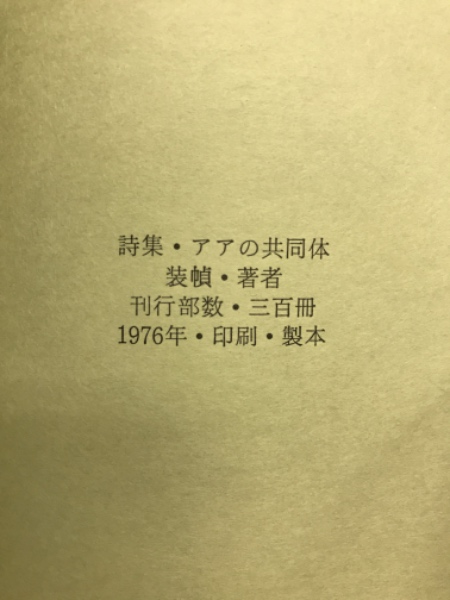 詩集・アアの共同体
装幀・著者
刊行部数・三百冊
1976年・印刷・製本